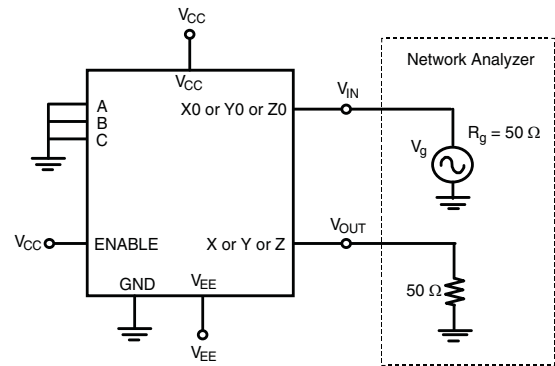 VCC
VCC
Network Analyzer
A
B
C
X0 or Y0 or Z0
VIN
Vg
Rg = 50 Ω
VCC
ENABLE
X or Y or Z
VOUT
GND
VEE
50 Ω
VEE